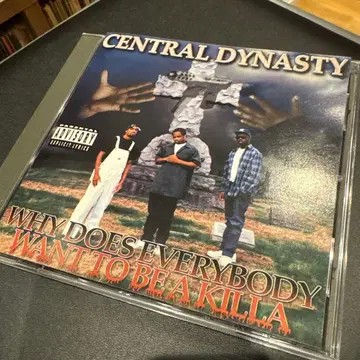 CENTRAL DYNASTY
PARENTAL
ADVISORY
EXPLICIT LYRICS
WHY DOES EVERYBODY
WANT TO BE A KILLA